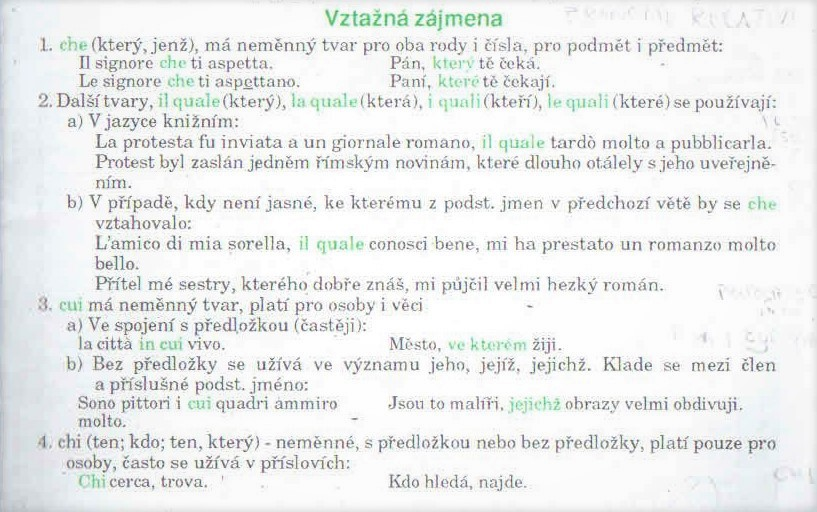 Vztažná zájmena
1. che (který, jenž), má neměnný tvar pro oba rody i čísla, pro podmět i předmět:
Il signore che ti aspetta. Pán, který tě čeká.
Le signore che ti aspettano. Paní, které tě čekají.
2. Další tvary, il quale (který), la quale (která), i quali (kteří), le quali (které) se používají:
a) V jazyce knižním:
La protesta fu inviata a un giornale romano, il quale tardò molto a pubblicarla.
Protest byl zaslán jedněm římským novinám, které dlouho otálely s jeho uveřejně-
ním.
b) V případě, kdy není jasné, ke kterému z podst. jmen v předchozí větě by se che
vztahovalo:
L'amico di mia sorella, il quale conosci bene, mi ha prestato un romanzo molto
bello.
Přítel mé sestry, kterého dobře znáš, mi půjčil velmi hezký román.
3. cui má neměnný tvar, platí pro osoby i věci
a) Ve spojení s předložkou (častěji):
la città in cui vivo. Město, ve kterém žiji.
b) Bez předložky se užívá ve významu jeho, jejíž, jejichž. Klade se mezi člen
a příslušné podst. jméno:
Sono pittori i cui quadri ammiro Jsou to malíři, jejichž obrazy velmi obdivuji.
molto.
4. chi (ten; kdo; ten, který) - neměnné, s předložkou nebo bez předložky, platí pouze pro
osoby, často se užívá v příslovích:
Chi cerca, trova. Kdo hledá, najde.